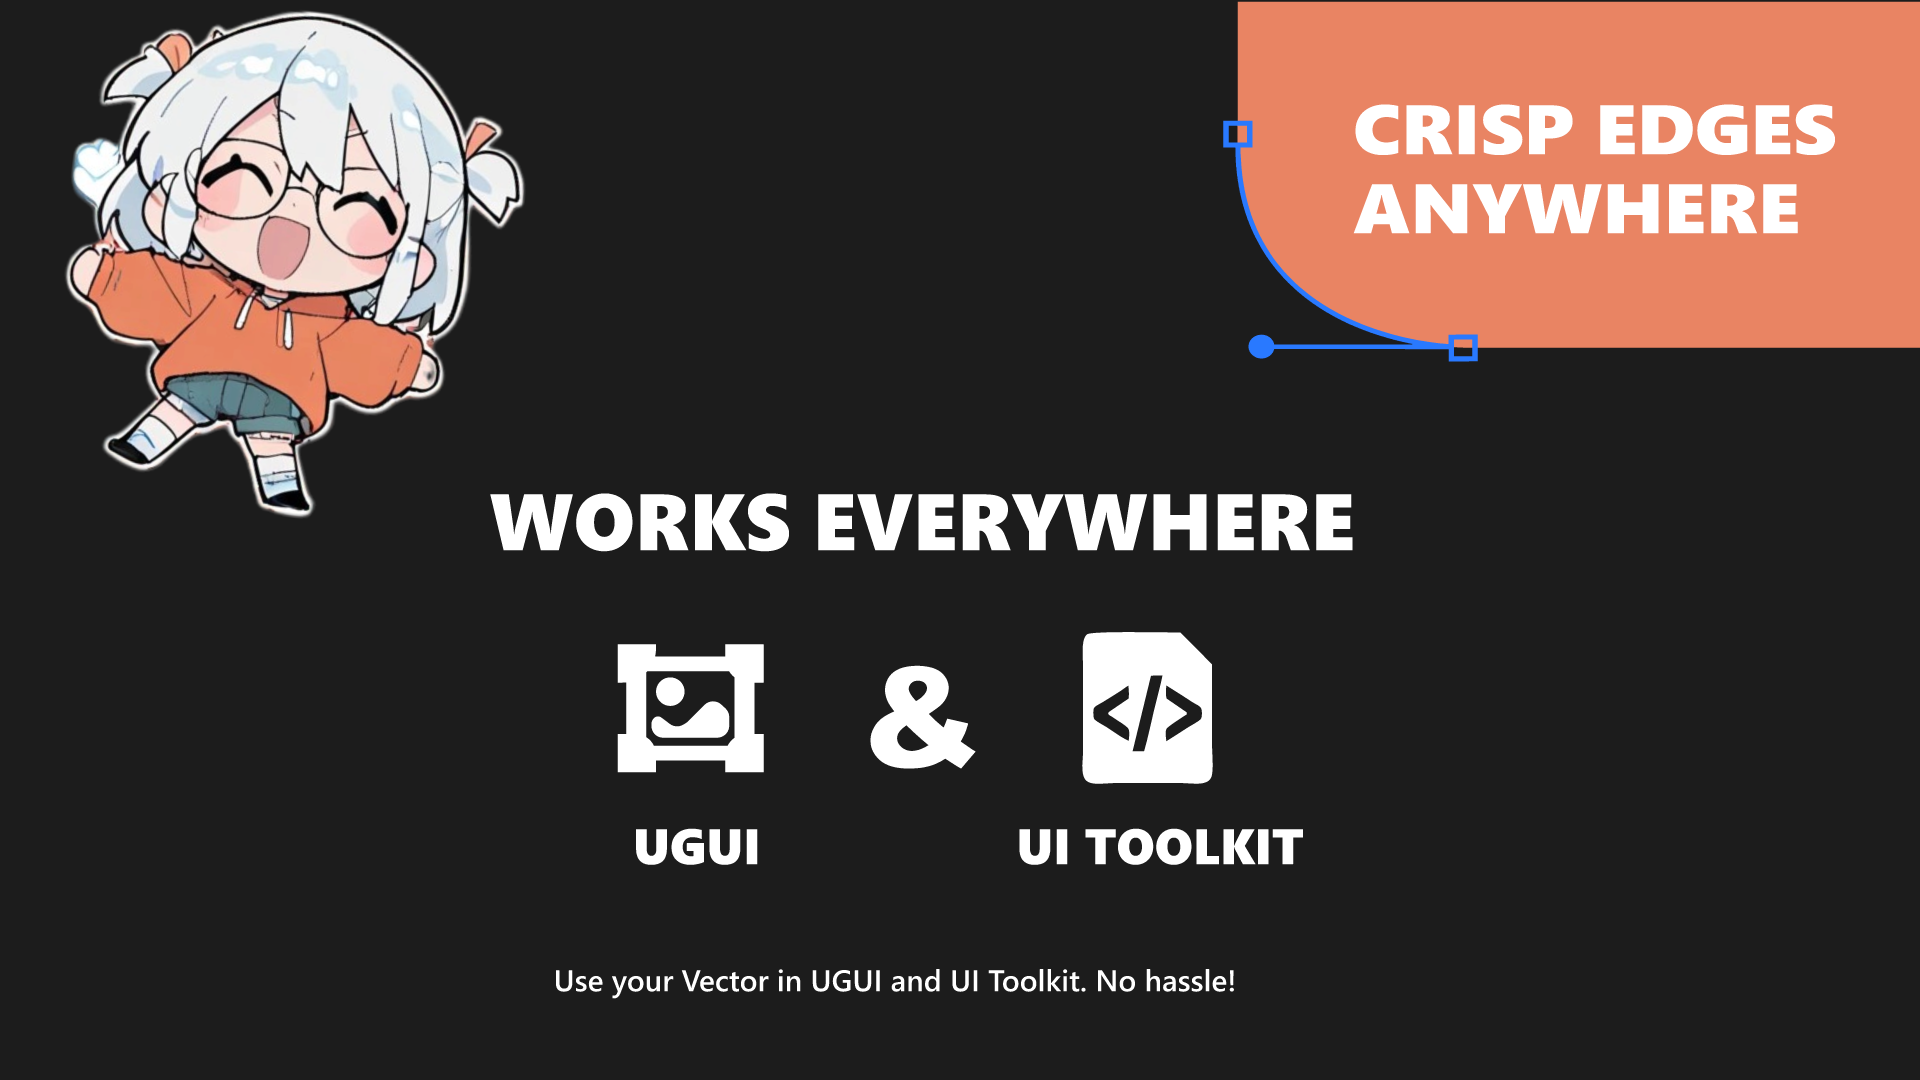 CRISP EDGES
ANYWHERE
WORKS EVERYWHERE
&
</>
UGUI
UI TOOLKIT
Use your Vector in UGUI and UI Toolkit. No hassle!